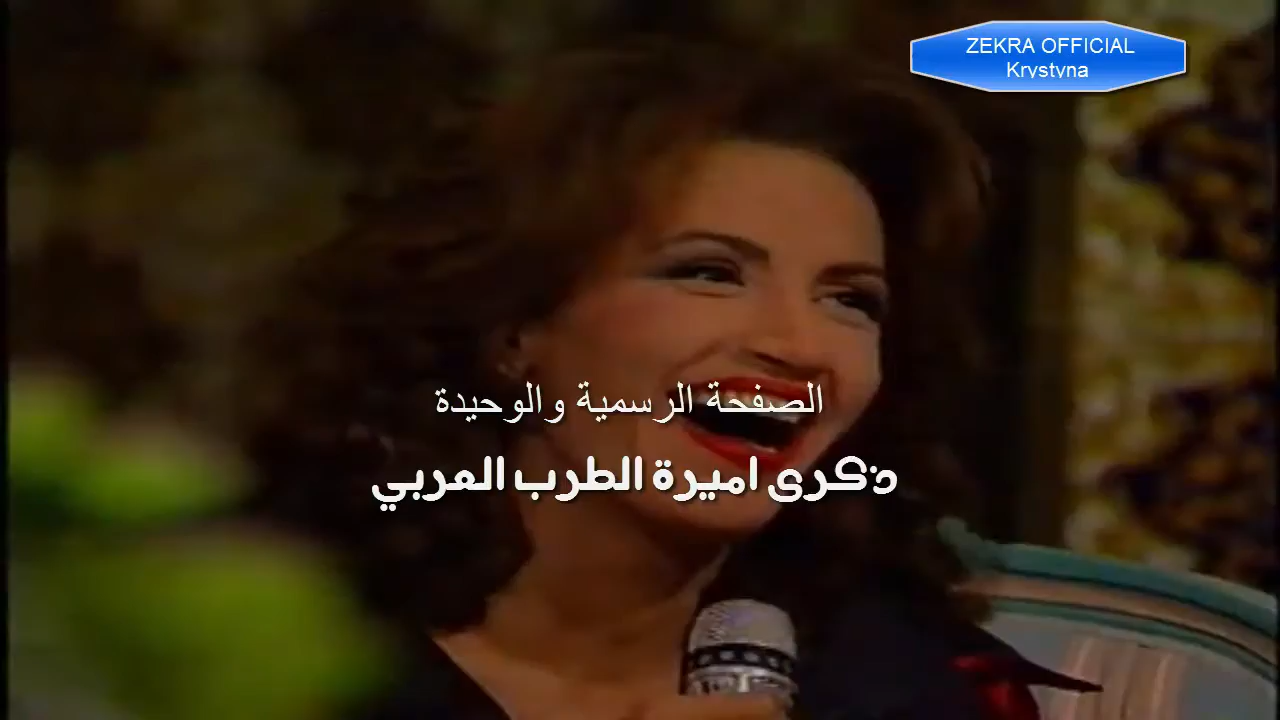 ZEKRA OFFICIAL
Krystyna
الصفحة الرسمية والوحيدة
ذكرى اميرة الطرب العربي